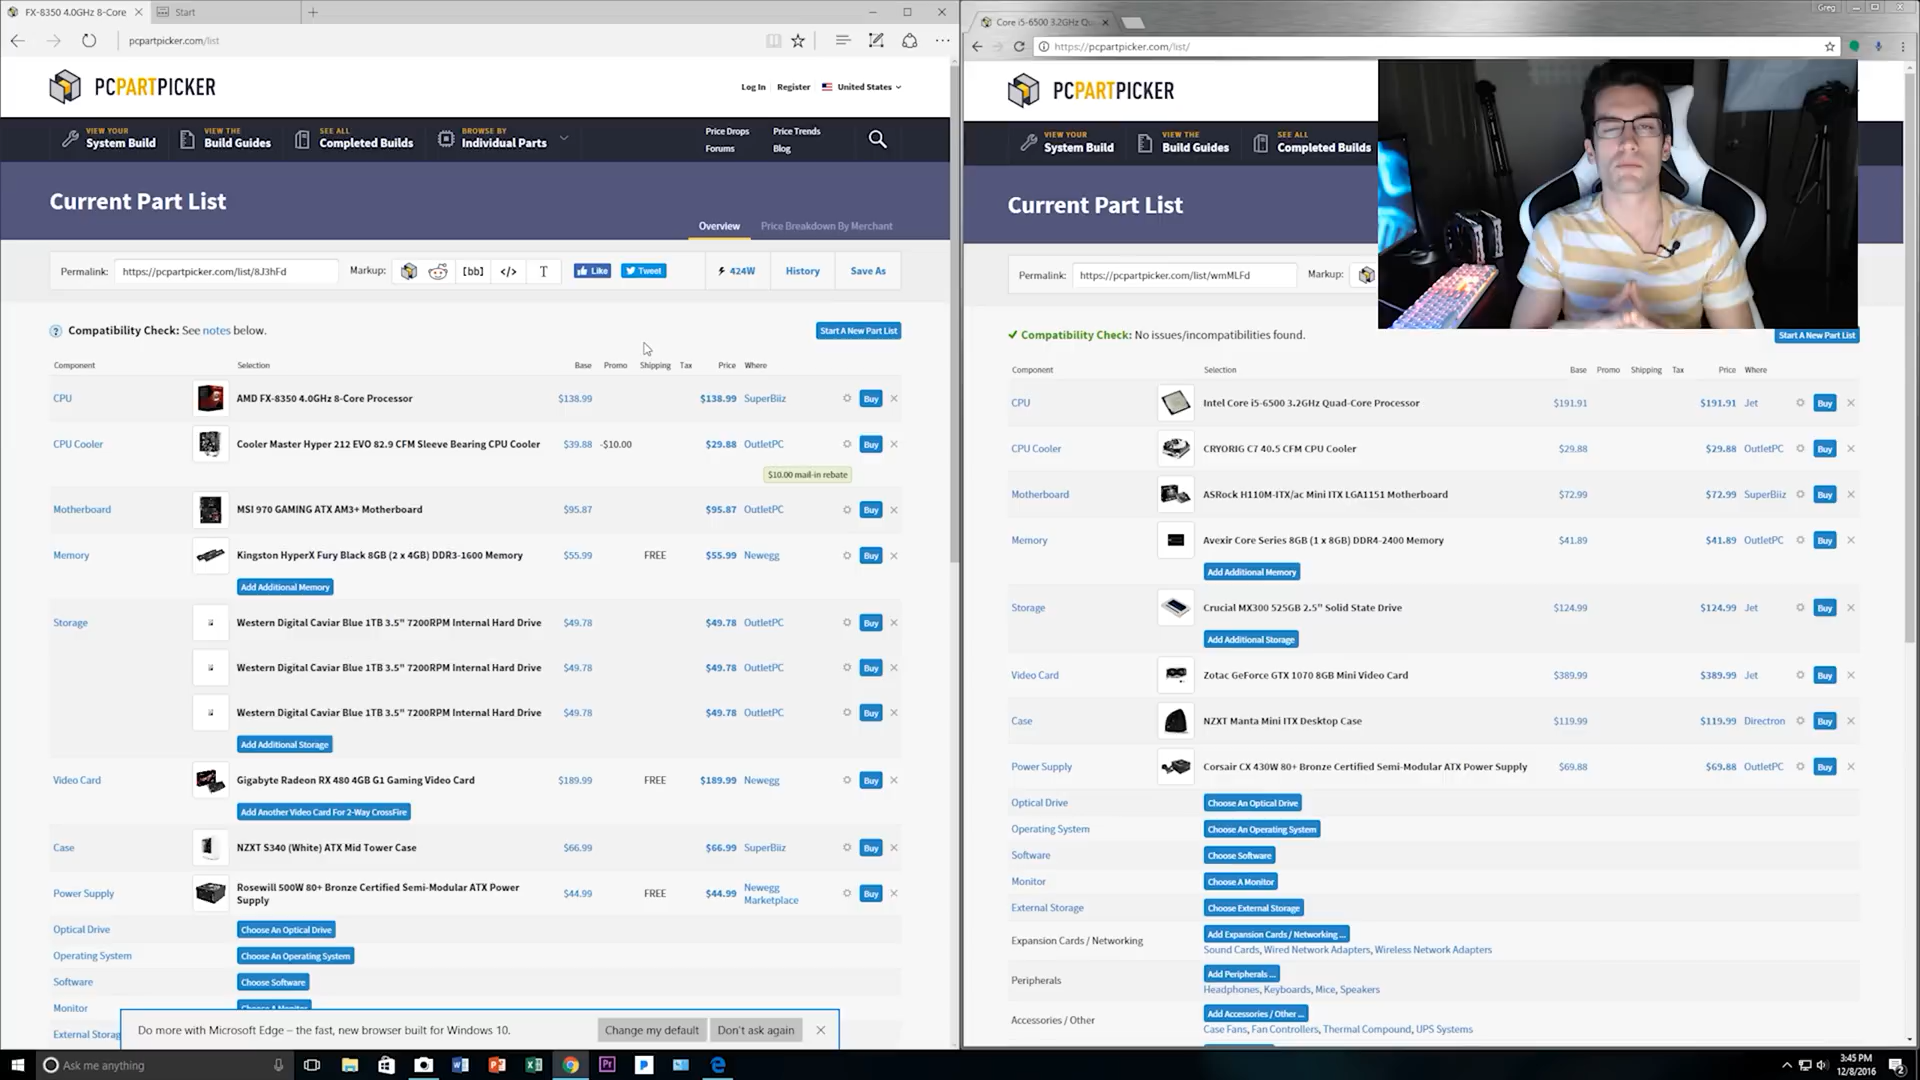 FX-8350 4.0GHz 8-Core
Start
pcpartpicker.com/list
PCPARTPICKER
Log In
Register
United States
VIEW YOUR
System Build
VIEW THE
Build Guides
SEE ALL
Completed Builds
BROWSE BY
Individual Parts
Price Drops
Price Trends
Forums
Blog
Current Part List
Overview
Price Breakdown By Merchant
Permalink:
https://pcpartpicker.com/list/8J3hFd
Markup:
[bb]
</>
T
Like
Tweet
424W
History
Save As
Compatibility Check: See notes below.
Start A New Part List
Component Selection Base Promo Shipping Tax Price Where
CPU AMD FX-8350 4.0GHz 8-Core Processor $138.99 $138.99 SuperBiiz Buy
CPU Cooler Cooler Master Hyper 212 EVO 82.9 CFM Sleeve Bearing CPU Cooler $39.88 -$10.00 $29.88 OutletPC Buy
$10.00 mail-in rebate
Motherboard MSI 970 GAMING ATX AM3+ Motherboard $95.87 $95.87 OutletPC Buy
Memory Kingston HyperX Fury Black 8GB (2 x 4GB) DDR3-1600 Memory $55.99 FREE $55.99 Newegg Buy
Add Additional Memory
Storage Western Digital Caviar Blue 1TB 3.5" 7200RPM Internal Hard Drive $49.78 $49.78 OutletPC Buy
Western Digital Caviar Blue 1TB 3.5" 7200RPM Internal Hard Drive $49.78 $49.78 OutletPC Buy
Western Digital Caviar Blue 1TB 3.5" 7200RPM Internal Hard Drive $49.78 $49.78 OutletPC Buy
Add Additional Storage
Video Card Gigabyte Radeon RX 480 4GB G1 Gaming Video Card $189.99 FREE $189.99 Newegg Buy
Add Another Video Card For 2-Way CrossFire
Case NZXT S340 (White) ATX Mid Tower Case $66.99 $66.99 SuperBiiz Buy
Power Supply Rosewill 500W 80+ Bronze Certified Semi-Modular ATX Power Supply $44.99 FREE $44.99 Newegg Marketplace Buy
Optical Drive Choose An Optical Drive
Operating System Choose An Operating System
Software Choose Software
Monitor Choose A Monitor
External Storag
Do more with Microsoft Edge – the fast, new browser built for Windows 10.
Change my default
Don't ask again
Core i5-6500 3.2GHz Qu
Greg
https://pcpartpicker.com/list/
PCPARTPICKER
VIEW YOUR
System Build
VIEW THE
Build Guides
SEE ALL
Completed Builds
Current Part List
Permalink:
https://pcpartpicker.com/list/wmMLFd
Markup:
Compatibility Check: No issues/incompatibilities found.
Start A New Part List
Component Selection Base Promo Shipping Tax Price Where
CPU Intel Core i5-6500 3.2GHz Quad-Core Processor $191.91 $191.91 Jet Buy
CPU Cooler CRYORIG C7 40.5 CFM CPU Cooler $29.88 $29.88 OutletPC Buy
Motherboard ASRock H110M-ITX/ac Mini ITX LGA1151 Motherboard $72.99 $72.99 SuperBiiz Buy
Memory Avexir Core Series 8GB (1 x 8GB) DDR4-2400 Memory $41.89 $41.89 OutletPC Buy
Add Additional Memory
Storage Crucial MX300 525GB 2.5" Solid State Drive $124.99 $124.99 Jet Buy
Add Additional Storage
Video Card Zotac GeForce GTX 1070 8GB Mini Video Card $389.99 $389.99 Jet Buy
Case NZXT Manta Mini ITX Desktop Case $119.99 $119.99 Directron Buy
Power Supply Corsair CX 430W 80+ Bronze Certified Semi-Modular ATX Power Supply $69.88 $69.88 OutletPC Buy
Optical Drive Choose An Optical Drive
Operating System Choose An Operating System
Software Choose Software
Monitor Choose A Monitor
External Storage Choose External Storage
Expansion Cards / Networking Add Expansion Cards / Networking ...
Sound Cards, Wired Network Adapters, Wireless Network Adapters
Peripherals Add Peripherals ...
Headphones, Keyboards, Mice, Speakers
Accessories / Other Add Accessories / Other ...
Case Fans, Fan Controllers, Thermal Compound, UPS Systems
Ask me anything
3:45 PM
12/8/2016